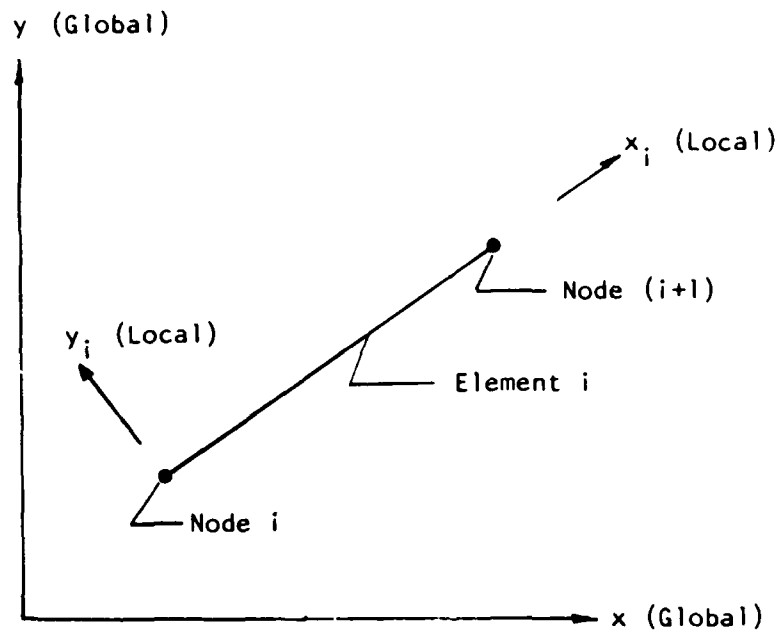 y (Global)
x_i (Local)
Node (i+1)
y_i (Local)
Element i
Node i
x (Global)